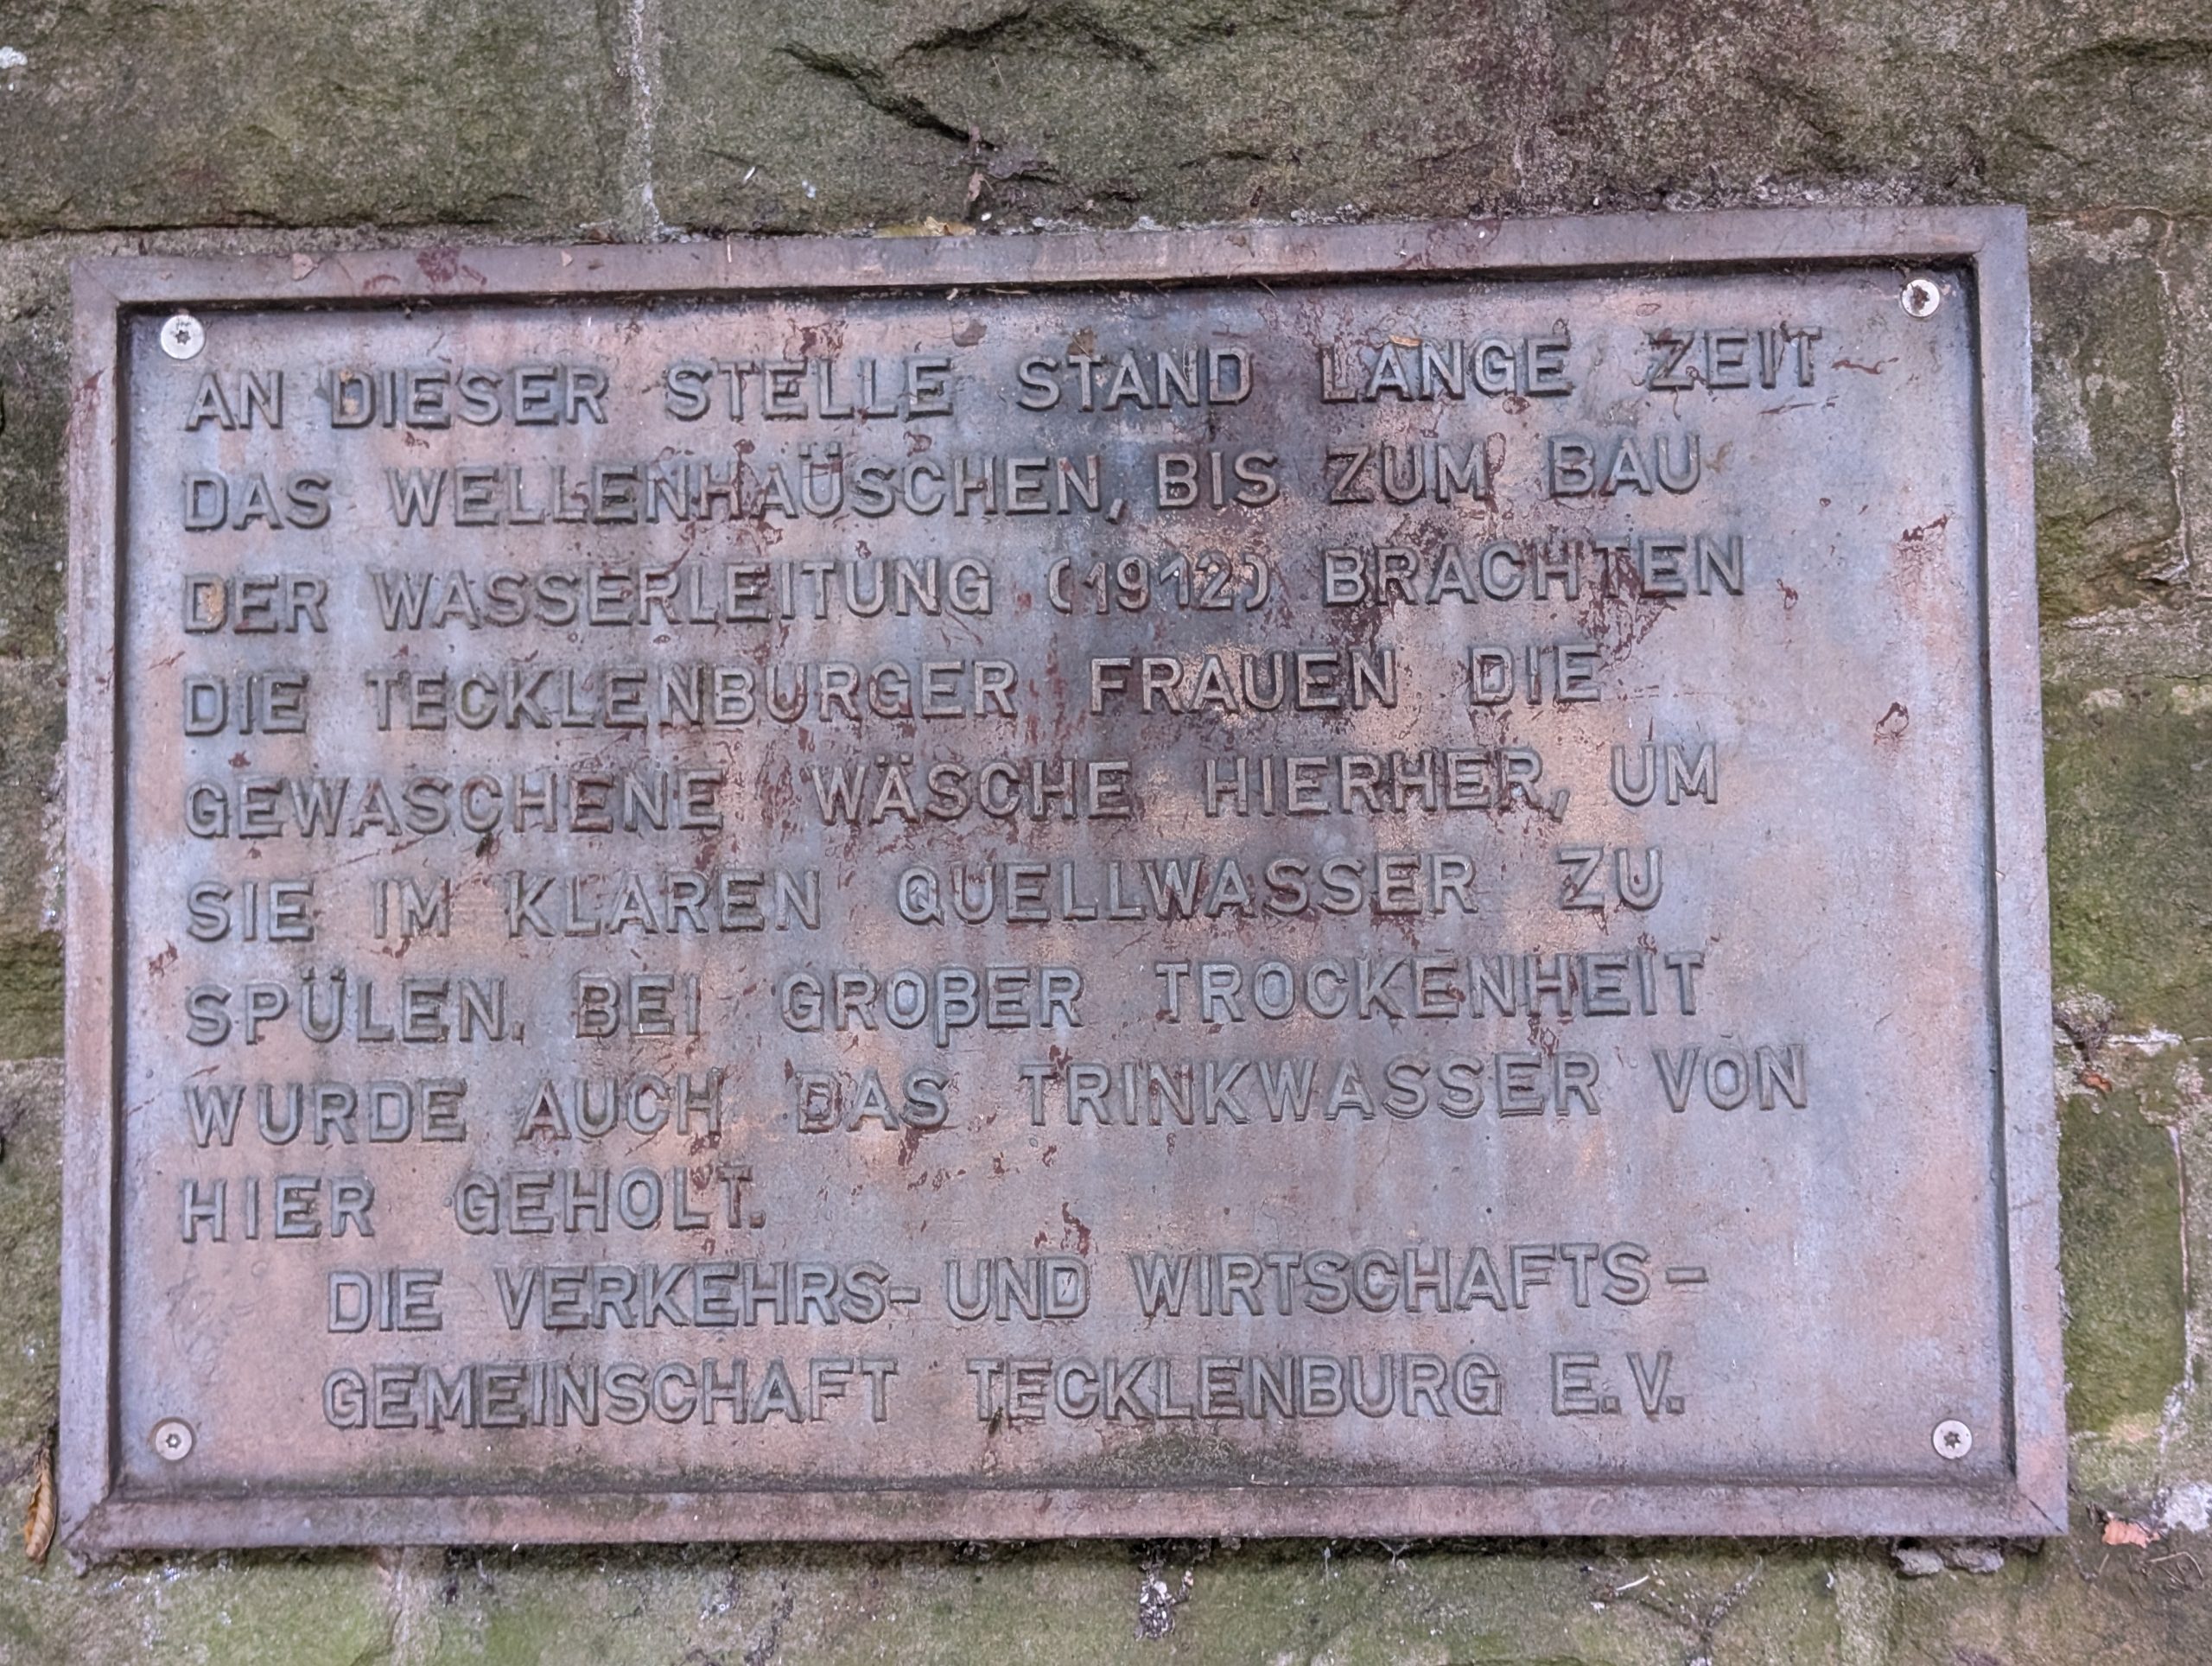 AN DIESER STELLE STAND LANGE ZEIT
DAS WELLENHAÜSCHEN, BIS ZUM BAU
DER WASSERLEITUNG (1912) BRACHTEN
DIE TECKLENBURGER FRAUEN DIE
GEWASCHENE WÄSCHE HIERHER, UM
SIE IM KLAREN QUELLWASSER ZU
SPÜLEN. BEI GROßER TROCKENHEIT
WURDE AUCH DAS TRINKWASSER VON
HIER GEHOLT.
DIE VERKEHRS- UND WIRTSCHAFTS-
GEMEINSCHAFT TECKLENBURG E.V.